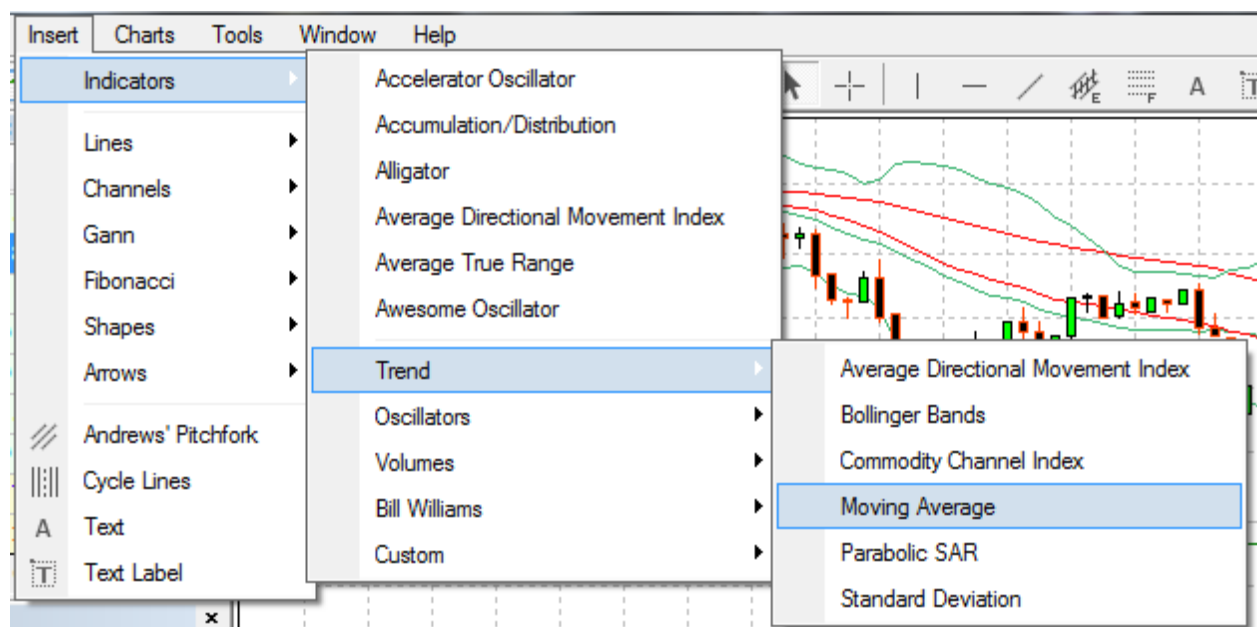 Insert Charts Tools Window Help
Indicators
Lines
Channels
Gann
Fibonacci
Shapes
Arrows
Andrews' Pitchfork
Cycle Lines
A Text
T Text Label
Accelerator Oscillator
Accumulation/Distribution
Alligator
Average Directional Movement Index
Average True Range
Awesome Oscillator
Trend
Oscillators
Volumes
Bill Williams
Custom
E F A T
Average Directional Movement Index
Bollinger Bands
Commodity Channel Index
Moving Average
Parabolic SAR
Standard Deviation